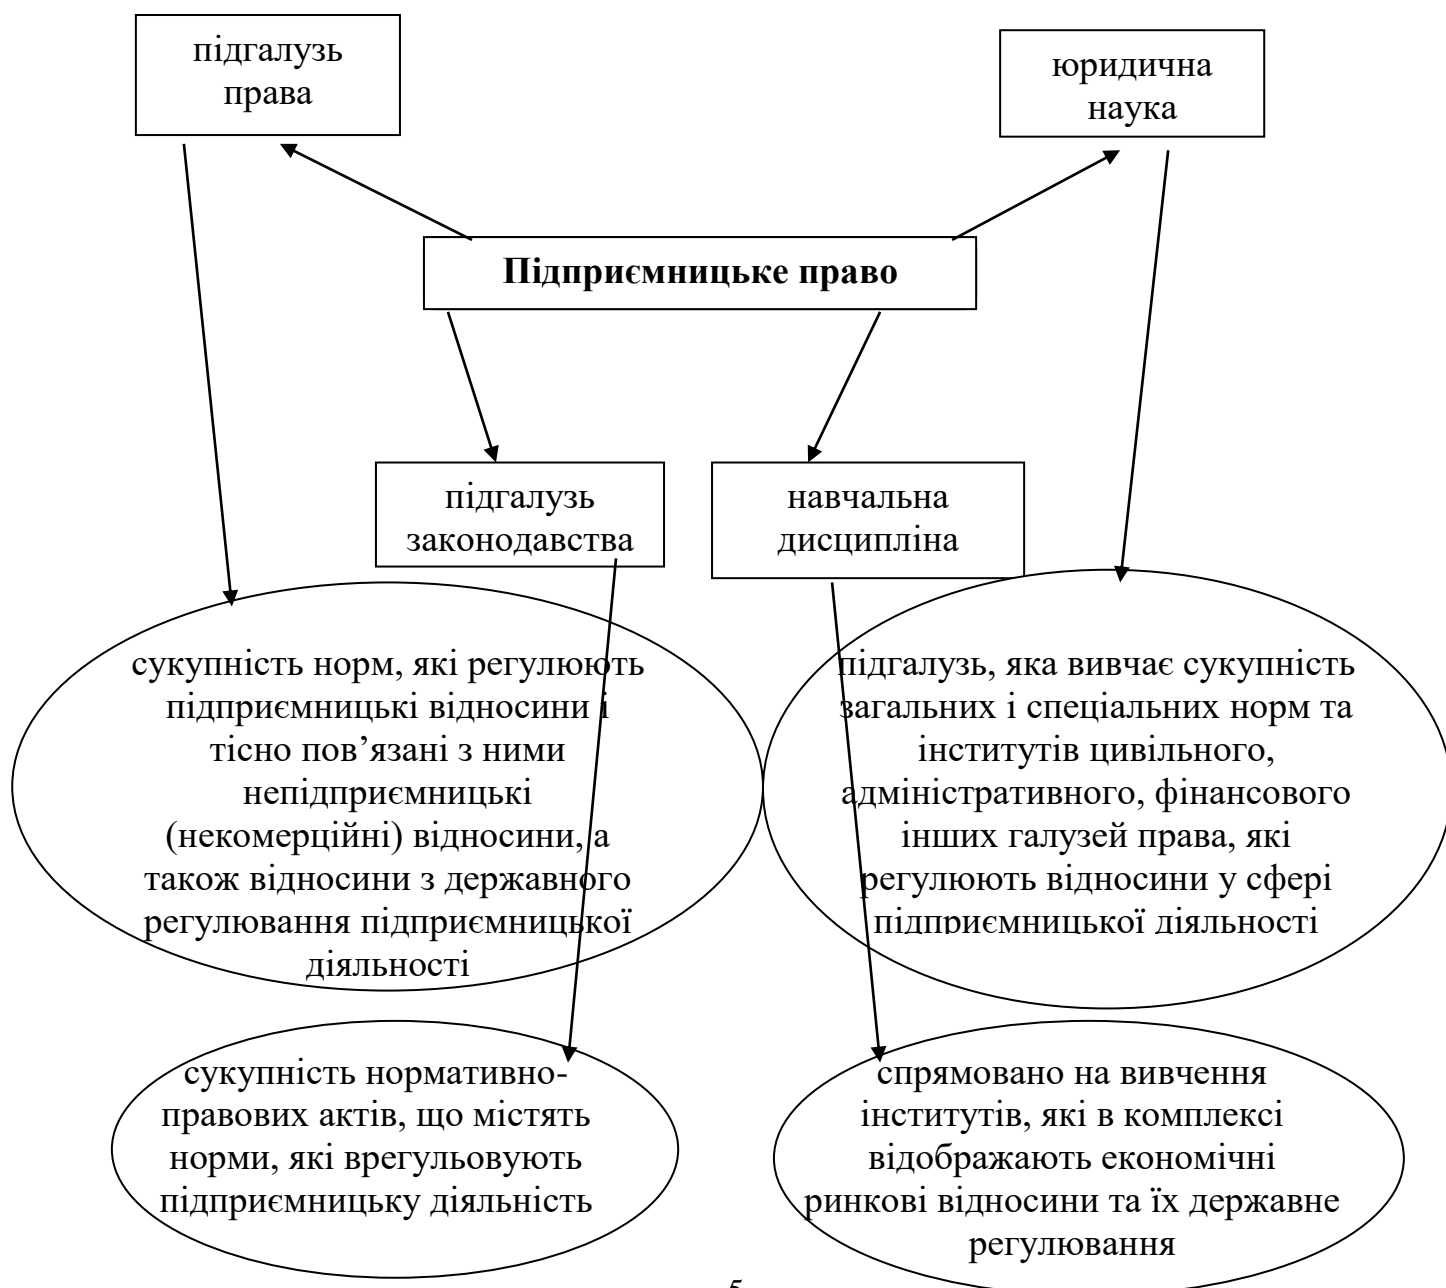 підгалузь
права
юридична
наука
Підприємницьке право
підгалузь
законодавства
навчальна
дисципліна
сукупність норм, які регулюють
підприємницькі відносини і
тісно пов’язані з ними
непідприємницькі
(некомерційні) відносини, а
також відносини з державного
регулювання підприємницької
діяльності
підгалузь, яка вивчає сукупність
загальних і спеціальних норм та
інститутів цивільного,
адміністративного, фінансового
інших галузей права, які
регулюють відносини у сфері
підприємницької діяльності
сукупність нормативно-
правових актів, що містять
норми, які врегульовують
підприємницьку діяльність
спрямовано на вивчення
інститутів, які в комплексі
відображають економічні
ринкові відносини та їх державне
регулювання
5